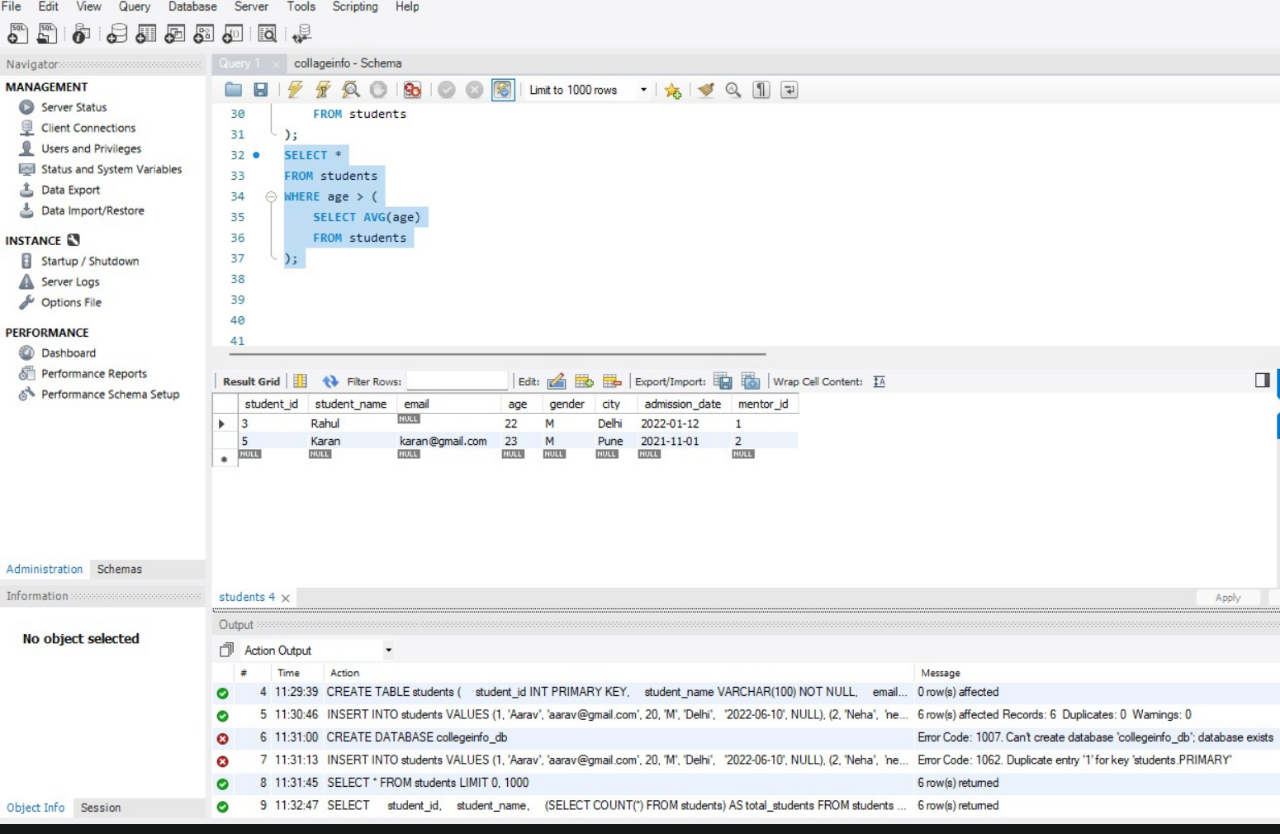 File Edit View Query Database Server Tools Scripting Help
Navigator
MANAGEMENT
Server Status
Client Connections
Users and Privileges
Status and System Variables
Data Export
Data Import/Restore
INSTANCE
Startup / Shutdown
Server Logs
Options File
PERFORMANCE
Dashboard
Performance Reports
Performance Schema Setup
Administration Schemas
Information
No object selected
Object Info Session
Query 1 collageinfo - Schema
Limit to 1000 rows
30 FROM students
31 );
32 SELECT *
33 FROM students
34 WHERE age > (
35 SELECT AVG(age)
36 FROM students
37 );
38
39
40
41
Result Grid Filter Rows: Edit: Export/Import: Wrap Cell Content:
student_id student_name email age gender city admission_date mentor_id
3 Rahul NULL 22 M Delhi 2022-01-12 1
5 Karan karan@gmail.com 23 M Pune 2021-11-01 2
NULL NULL NULL NULL NULL NULL NULL NULL
students 4 Apply
Output
Action Output
# Time Action Message
4 11:29:39 CREATE TABLE students ( student_id INT PRIMARY KEY, student_name VARCHAR(100) NOT NULL, email... 0 row(s) affected
5 11:30:46 INSERT INTO students VALUES (1, 'Aarav', 'aarav@gmail.com', 20, 'M', 'Delhi', '2022-06-10', NULL), (2, 'Neha', 'ne... 6 row(s) affected Records: 6 Duplicates: 0 Warnings: 0
6 11:31:00 CREATE DATABASE collegeinfo_db Error Code: 1007. Can't create database 'collegeinfo_db'; database exists
7 11:31:13 INSERT INTO students VALUES (1, 'Aarav', 'aarav@gmail.com', 20, 'M', 'Delhi', '2022-06-10', NULL), (2, 'Neha', 'ne... Error Code: 1062. Duplicate entry '1' for key 'students.PRIMARY'
8 11:31:45 SELECT * FROM students LIMIT 0, 1000 6 row(s) returned
9 11:32:47 SELECT student_id, student_name, (SELECT COUNT(*) FROM students) AS total_students FROM students ... 6 row(s) returned